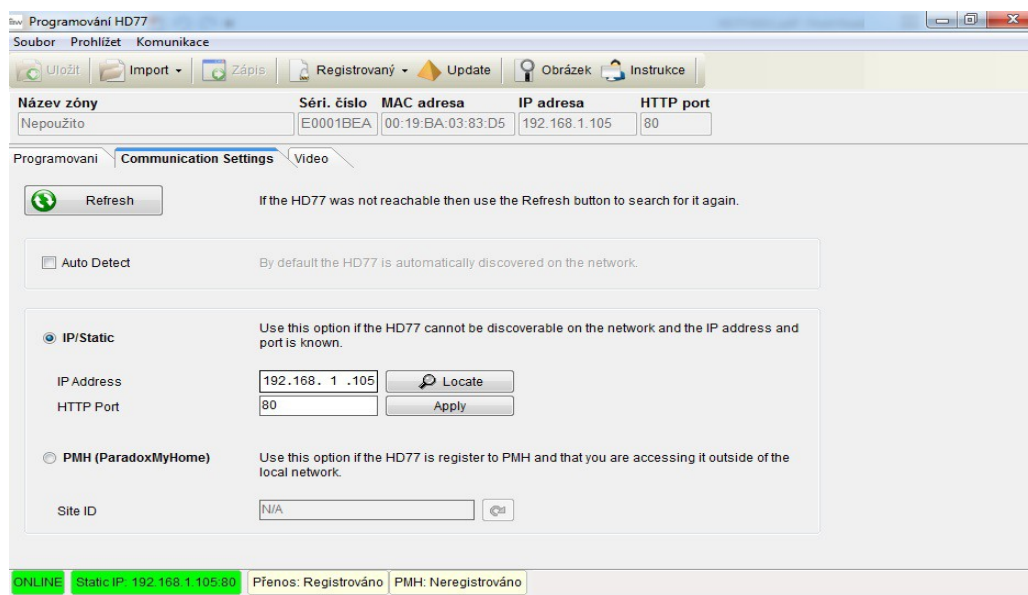 Programování HD77
Soubor Prohlížet Komunikace
Uložit Import Zápis Registrovaný Update Obrázek Instrukce
Název zóny Séri. číslo MAC adresa IP adresa HTTP port
Nepoužito E0001BEA 00:19:BA:03:83:D5 192.168.1.105 80
Programovani Communication Settings Video
Refresh If the HD77 was not reachable then use the Refresh button to search for it again.
Auto Detect By default the HD77 is automatically discovered on the network.
IP/Static Use this option if the HD77 cannot be discoverable on the network and the IP address and
port is known.
IP Address 192.168. 1 .105 Locate
HTTP Port 80 Apply
PMH (ParadoxMyHome) Use this option if the HD77 is register to PMH and that you are accessing it outside of the
local network.
Site ID N/A
ONLINE Static IP: 192.168.1.105:80 Přenos: Registrováno PMH: Neregistrováno